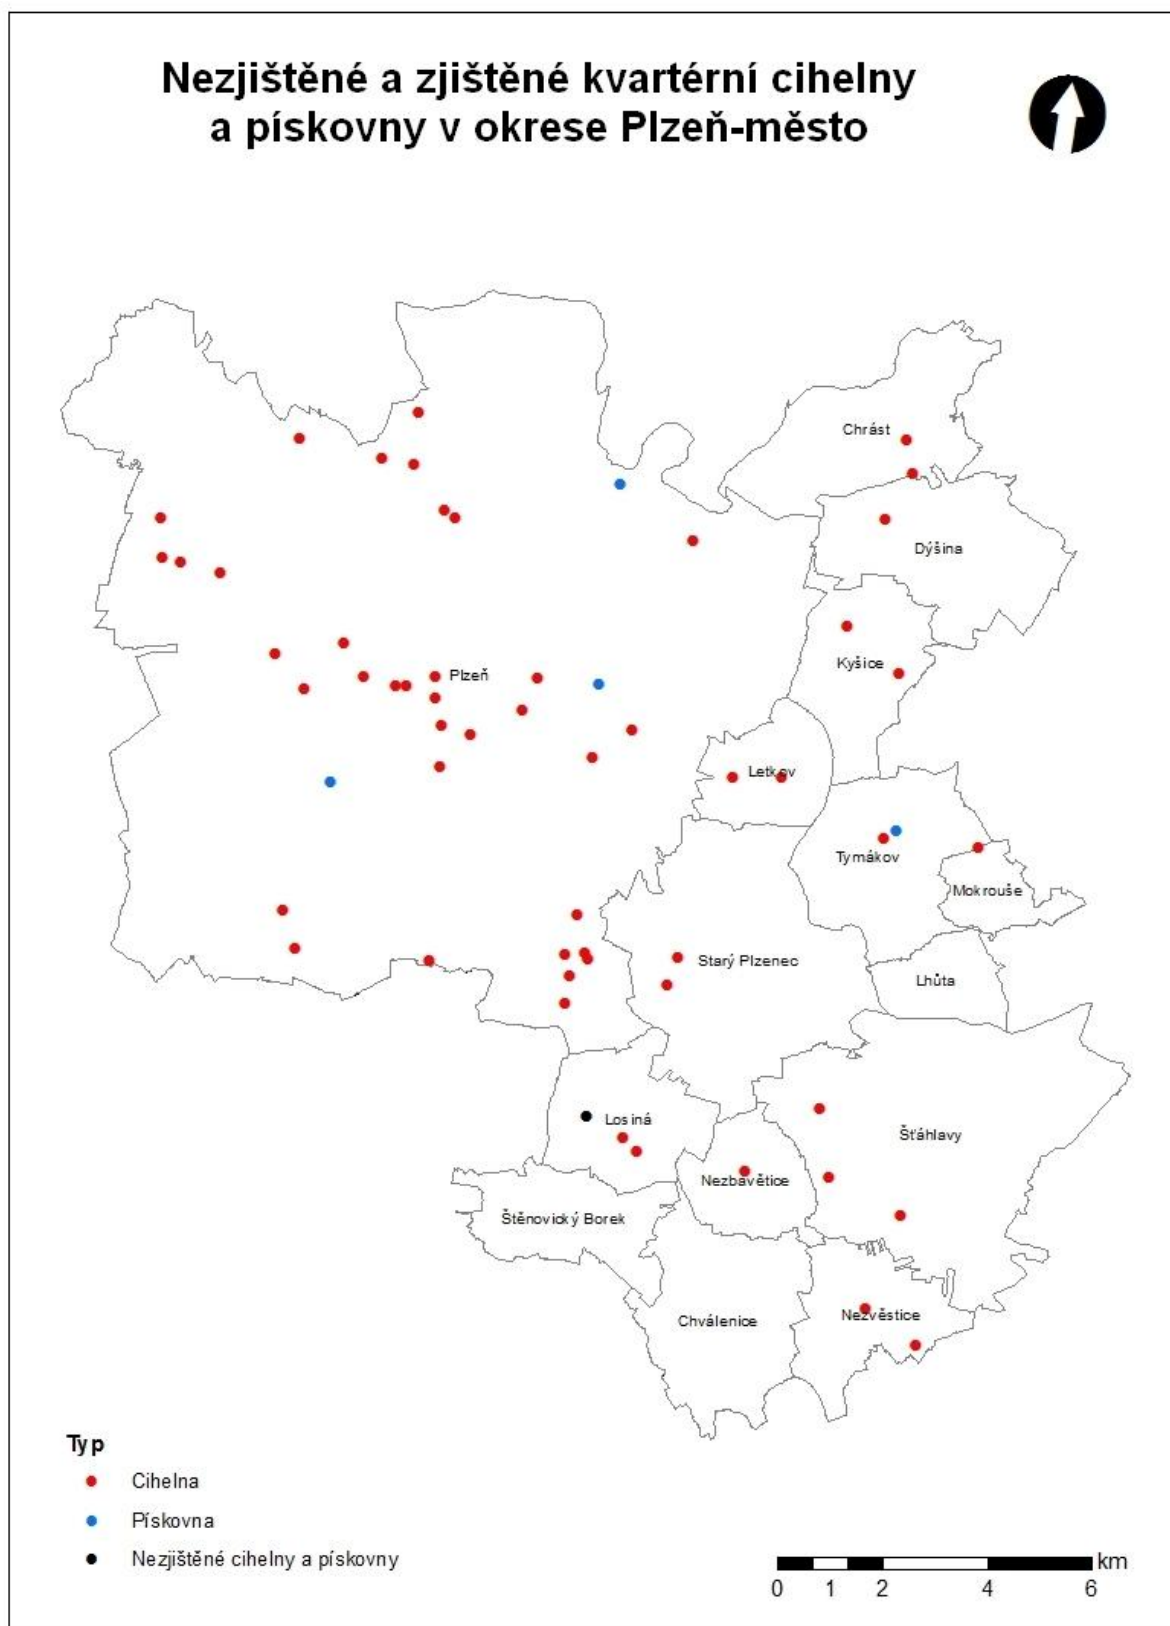 Nezjištěné a zjištěné kvartérní cihelny
a pískovny v okrese Plzeň-město
Chrást
Dýšina
Kyšice
Plzeň
Letkov
Tymákov
Mokrouše
Starý Plzenec
Lhůta
Losiná
Šťáhlavy
Nezbavětice
Štěnovický Borek
Nezvěstice
Chválenice
Typ
Cihelna
Pískovna
Nezjištěné cihelny a pískovny
km
0 1 2 4 6